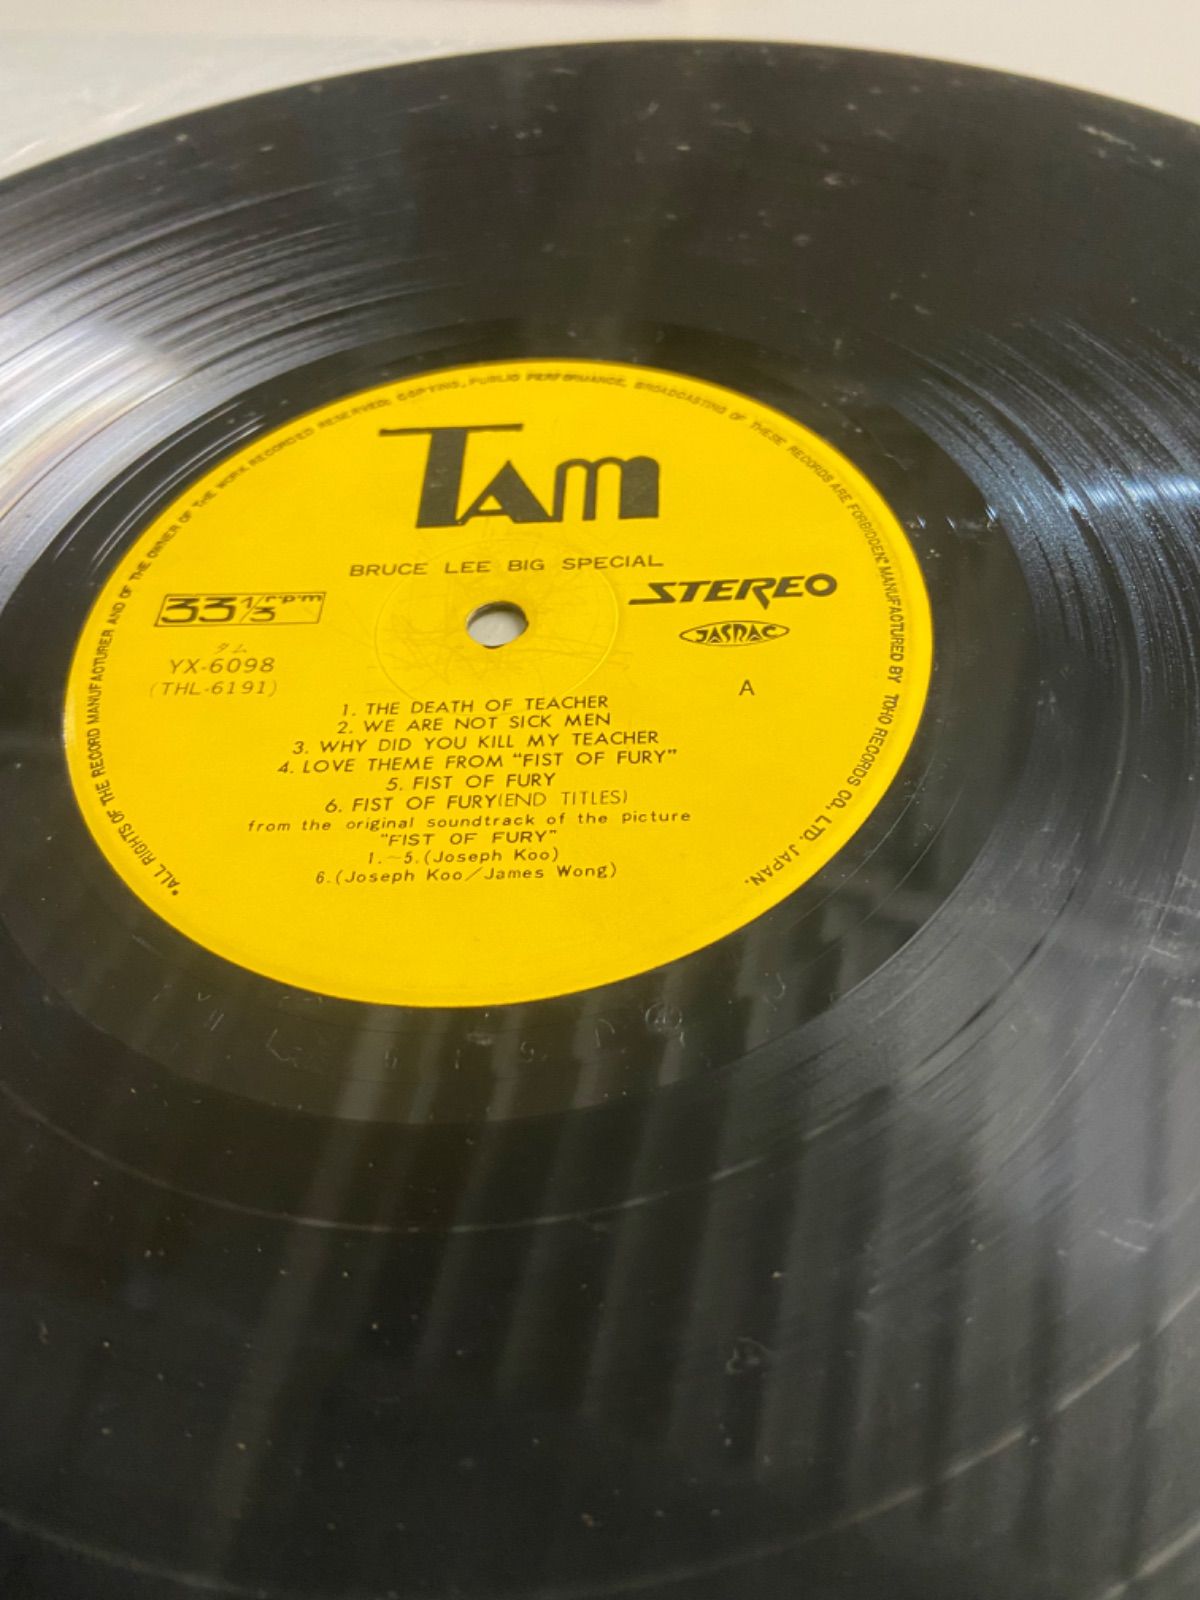 TAM
BRUCE LEE BIG SPECIAL
33 1/3 rpm
STEREO
JASRAC
タム
YX-6098
(THL-6191)
A
1. THE DEATH OF TEACHER
2. WE ARE NOT SICK MEN
3. WHY DID YOU KILL MY TEACHER
4. LOVE THEME FROM "FIST OF FURY"
5. FIST OF FURY
6. FIST OF FURY(END TITLES)
from the original soundtrack of the picture
"FIST OF FURY"
1.~5.(Joseph Koo)
6.(Joseph Koo/James Wong)
*ALL RIGHTS OF THE RECORD MANUFACTURER AND OF THE OWNER OF THE WORK RECORDED RESERVED: COPYING, PUBLIC PERFORMANCE, BROADCASTING OF THESE RECORDS ARE FORBIDDEN* MANUFACTURED BY TOHO RECORDS CO., LTD. JAPAN.